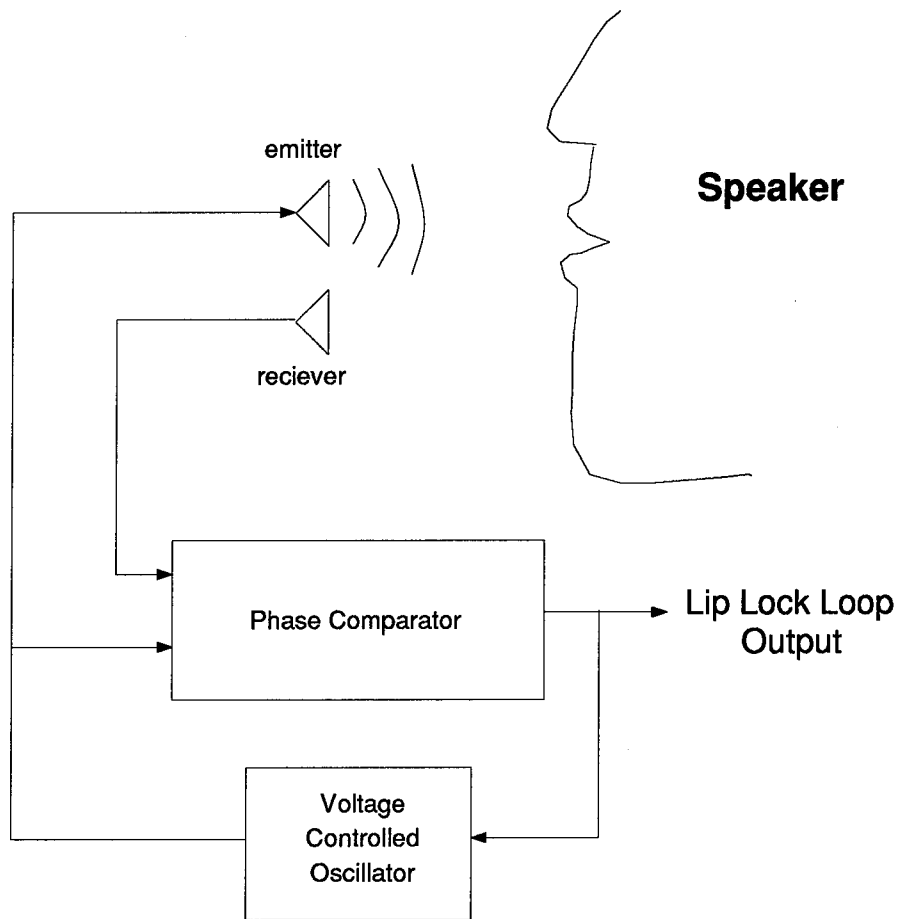 emitter
Speaker
reciever
Phase Comparator
Lip Lock Loop
Output
Voltage
Controlled
Oscillator